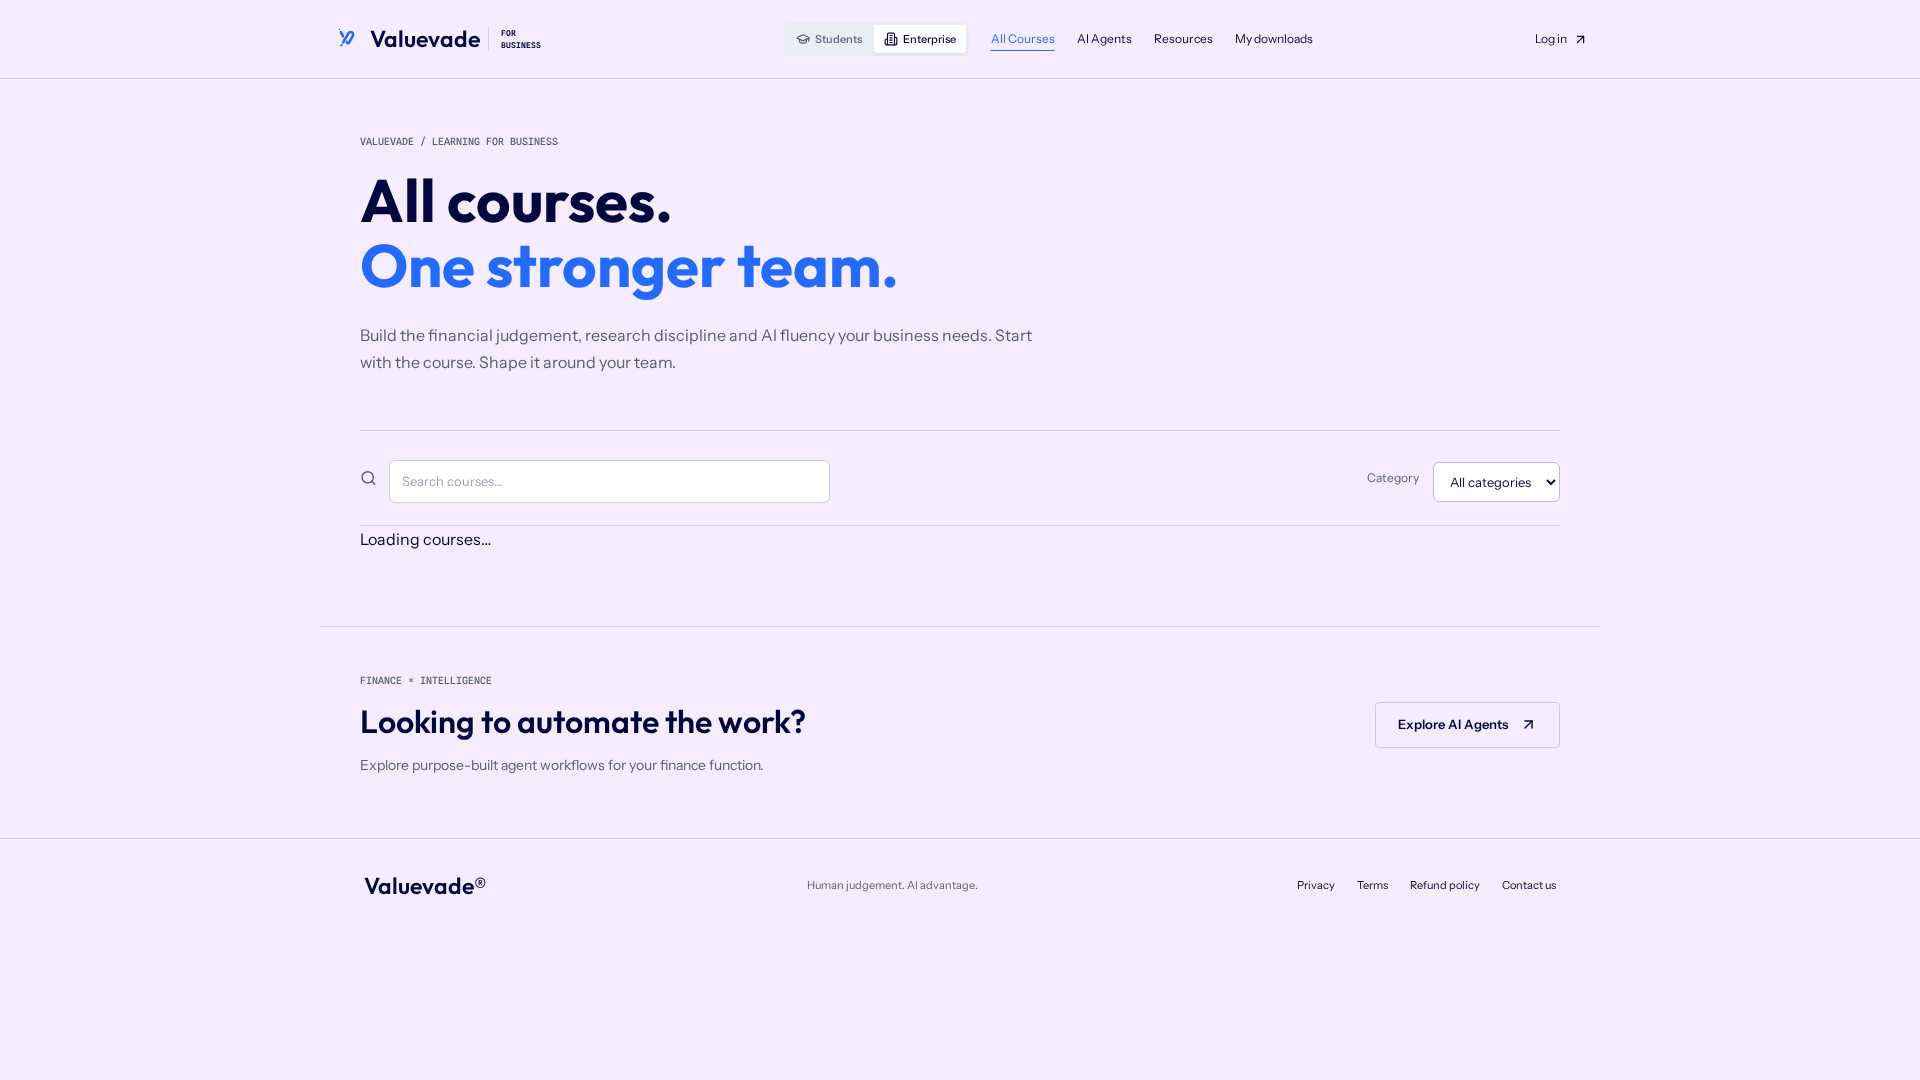 Valuevade
FOR
BUSINESS
Students
Enterprise
All Courses
AI Agents
Resources
My downloads
Log in
VALUEVADE / LEARNING FOR BUSINESS
All courses.
One stronger team.
Build the financial judgement, research discipline and AI fluency your business needs. Start
with the course. Shape it around your team.
Search courses…
Category
All categories
Loading courses…
FINANCE × INTELLIGENCE
Looking to automate the work?
Explore purpose-built agent workflows for your finance function.
Explore AI Agents
Valuevade®
Human judgement. AI advantage.
Privacy
Terms
Refund policy
Contact us